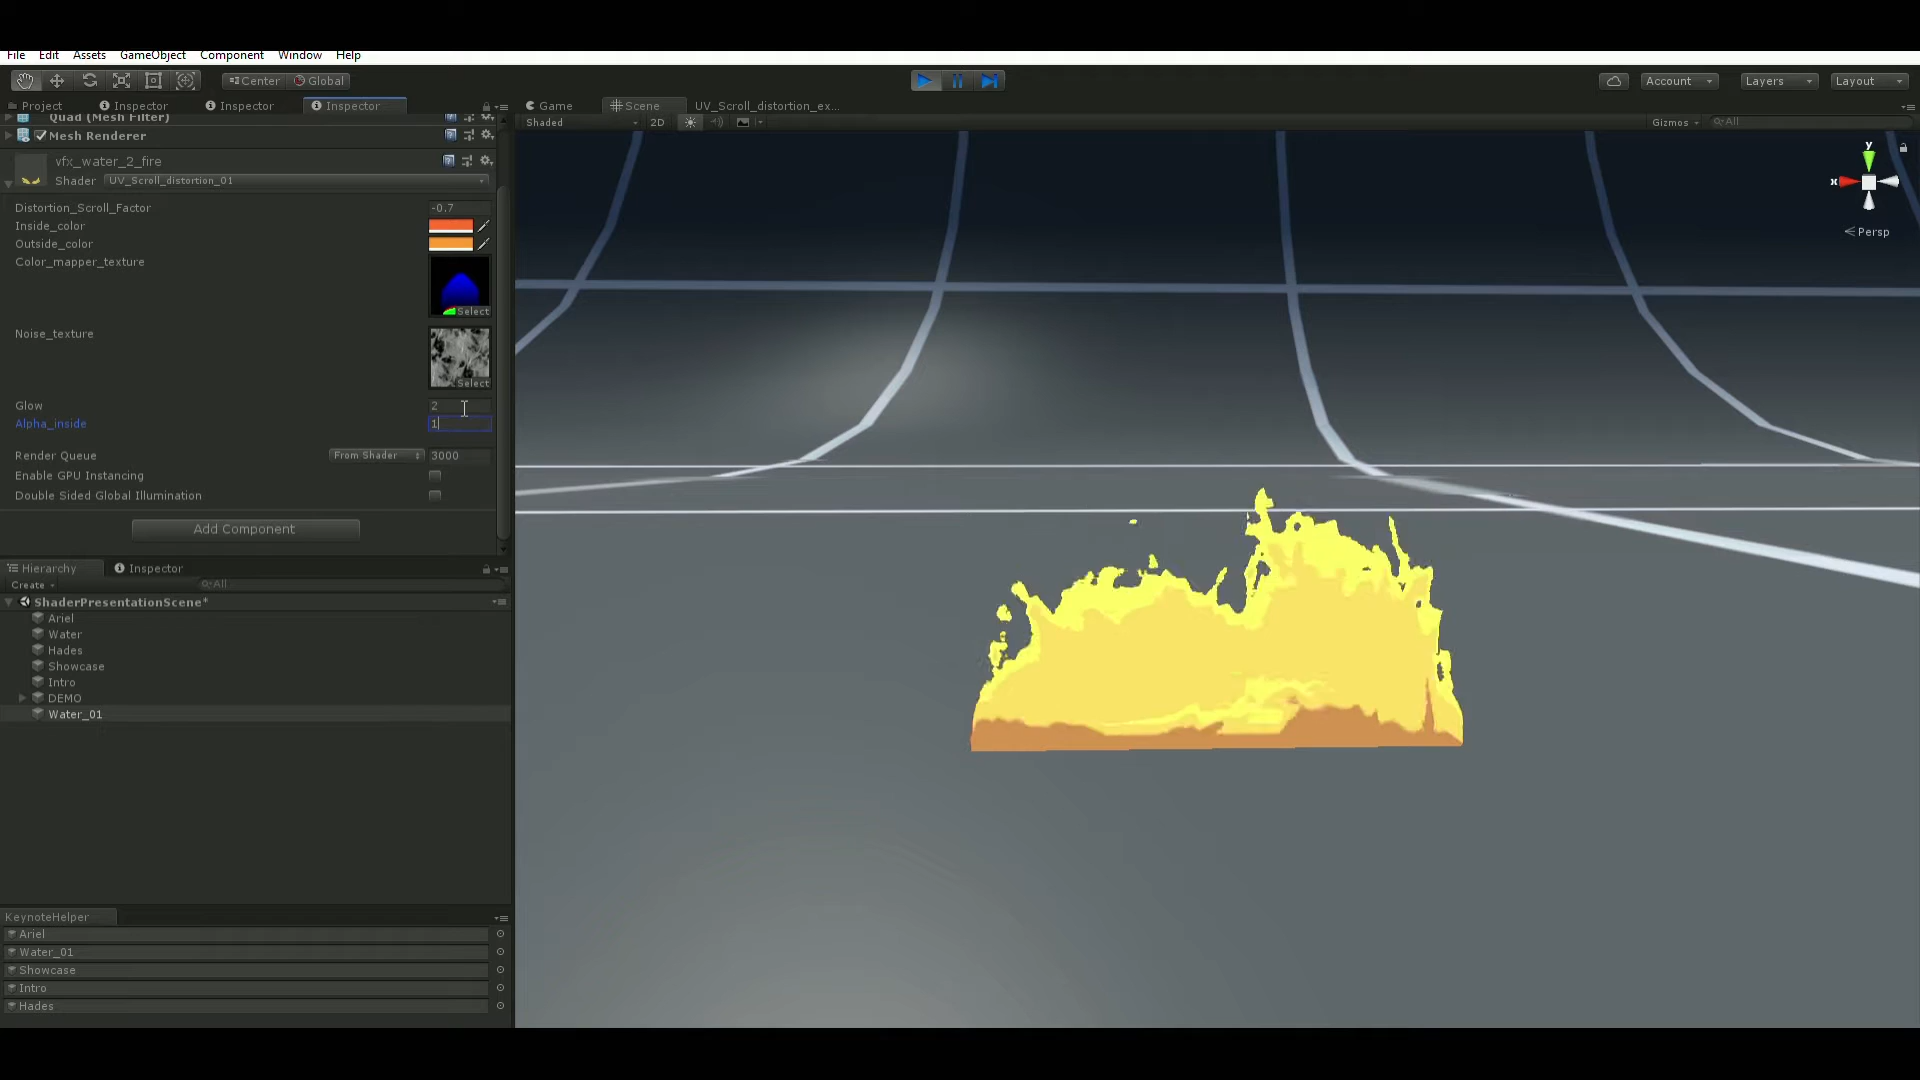 File Edit Assets GameObject Component Window Help
Center Global Account Layers Layout
Project Inspector Inspector Inspector Game Scene UV_Scroll_distortion_ex...
Quad (Mesh Filter) Shaded 2D Gizmos All
Mesh Renderer
vfx_water_2_fire
Shader UV_Scroll_distortion_01
y
x
Persp
Distortion_Scroll_Factor -0.7
Inside_color
Outside_color
Color_mapper_texture
Select
Noise_texture
Select
Glow 2
Alpha_inside 1
Render Queue From Shader 3000
Enable GPU Instancing
Double Sided Global Illumination
Add Component
Hierarchy Inspector
Create All
ShaderPresentationScene*
Ariel
Water
Hades
Showcase
Intro
DEMO
Water_01
KeynoteHelper
Ariel
Water_01
Showcase
Intro
Hades